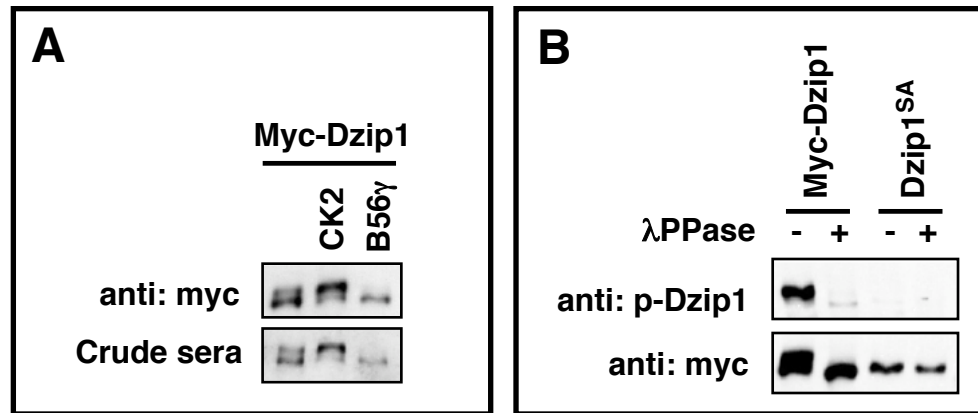 A
Myc-Dzip1
CK2
B56γ
anti: myc
Crude sera
B
Myc-Dzip1
Dzip1SA
λPPase - + - +
anti: p-Dzip1
anti: myc